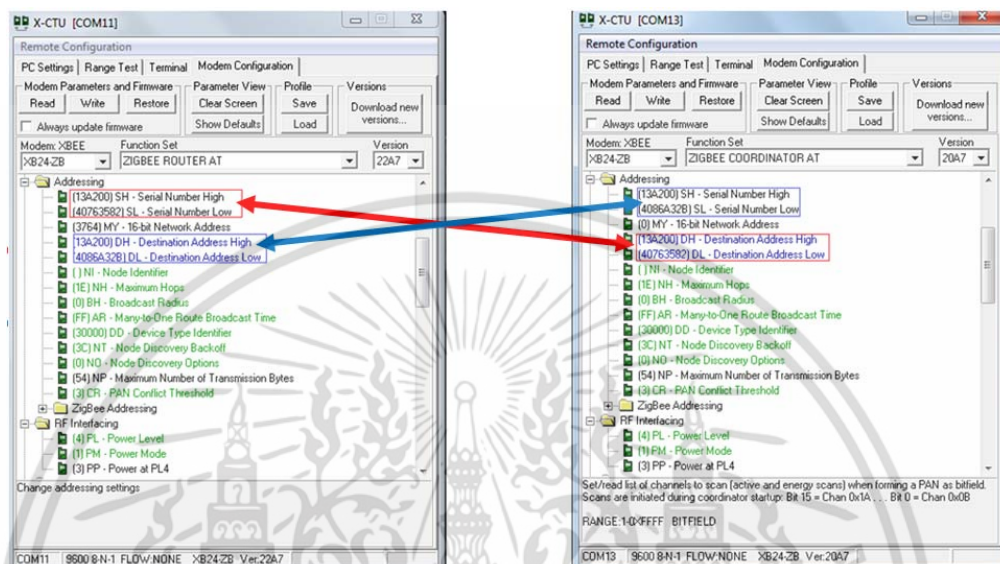 X-CTU [COM11]
Remote Configuration
PC Settings Range Test Terminal Modem Configuration
Modem Parameters and Firmware Parameter View Profile Versions
Read Write Restore Clear Screen Save Download new versions...
Always update firmware Show Defaults Load
Modem: XBEE Function Set Version
XB24-ZB ZIGBEE ROUTER AT 22A7
Addressing
(13A200) SH - Serial Number High
(40763582) SL - Serial Number Low
(3764) MY - 16-bit Network Address
(13A200) DH - Destination Address High
(4086A32B) DL - Destination Address Low
( ) NI - Node Identifier
(1E) NH - Maximum Hops
(0) BH - Broadcast Radius
(FF) AR - Many-to-One Route Broadcast Time
(30000) DD - Device Type Identifier
(3C) NT - Node Discovery Backoff
(0) NO - Node Discovery Options
(54) NP - Maximum Number of Transmission Bytes
(3) CR - PAN Conflict Threshold
ZigBee Addressing
RF Interfacing
(4) PL - Power Level
(1) PM - Power Mode
(3) PP - Power at PL4
Change addressing settings
COM11 9600 8-N-1 FLOW:NONE XB24-ZB Ver:22A7
X-CTU [COM13]
Remote Configuration
PC Settings Range Test Terminal Modem Configuration
Modem Parameters and Firmware Parameter View Profile Versions
Read Write Restore Clear Screen Save Download new versions...
Always update firmware Show Defaults Load
Modem: XBEE Function Set Version
XB24-ZB ZIGBEE COORDINATOR AT 20A7
Addressing
(13A200) SH - Serial Number High
(4086A32B) SL - Serial Number Low
(0) MY - 16-bit Network Address
(13A200) DH - Destination Address High
(40763582) DL - Destination Address Low
( ) NI - Node Identifier
(1E) NH - Maximum Hops
(0) BH - Broadcast Radius
(FF) AR - Many-to-One Route Broadcast Time
(30000) DD - Device Type Identifier
(3C) NT - Node Discovery Backoff
(0) NO - Node Discovery Options
(54) NP - Maximum Number of Transmission Bytes
(3) CR - PAN Conflict Threshold
ZigBee Addressing
RF Interfacing
(4) PL - Power Level
(1) PM - Power Mode
(3) PP - Power at PL4
Set/read list of channels to scan (active and energy scans) when forming a PAN as bitfield.
Scans are initiated during coordinator startup: Bit 15 = Chan 0x1A . . . Bit 0 = Chan 0x0B
RANGE:1-0XFFFF BITFIELD
COM13 9600 8-N-1 FLOW:NONE XB24-ZB Ver:20A7